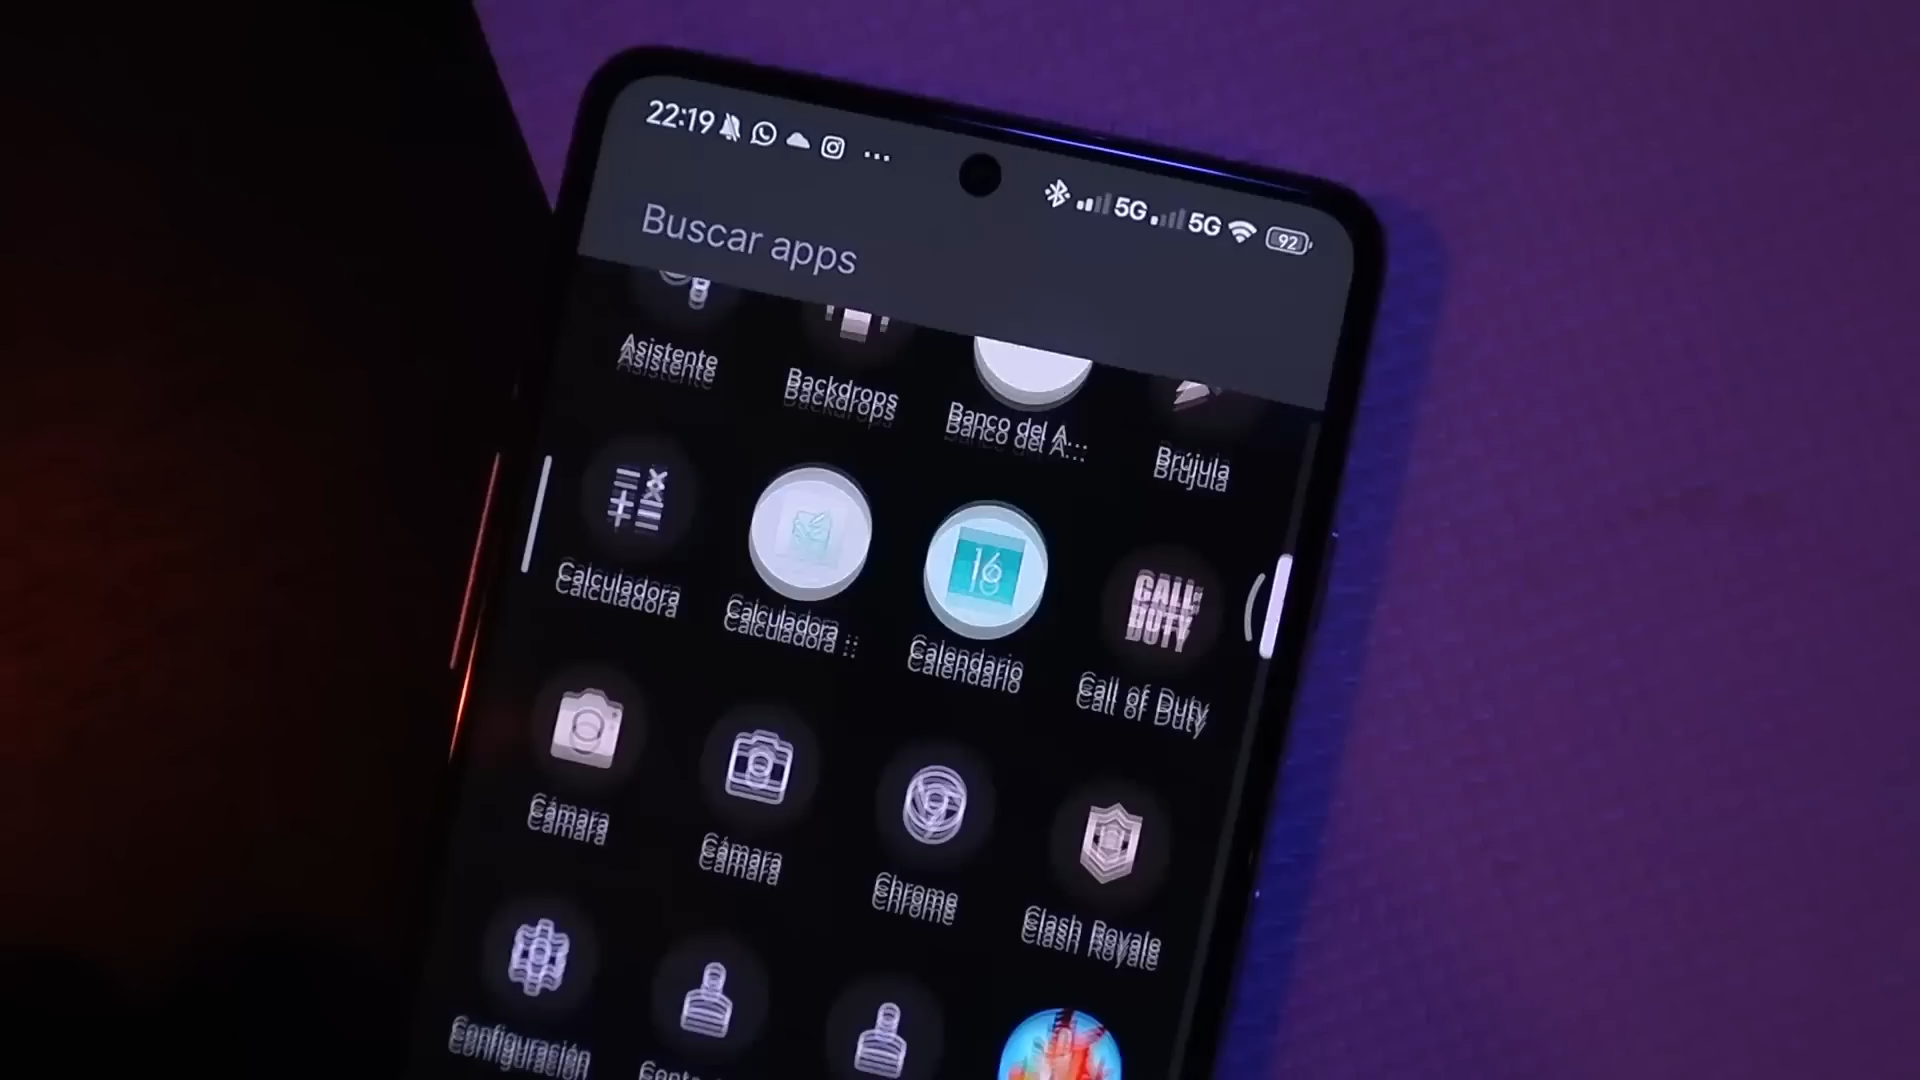 22:19
5G
5G
92
Buscar apps
Asistente
Backdrops
Banco del A...
Brújula
Calculadora
Calculadora
16
Calendario
CALL OF DUTY
Call of Duty
Cámara
Cámara
Chrome
Clash Royale
Configuración